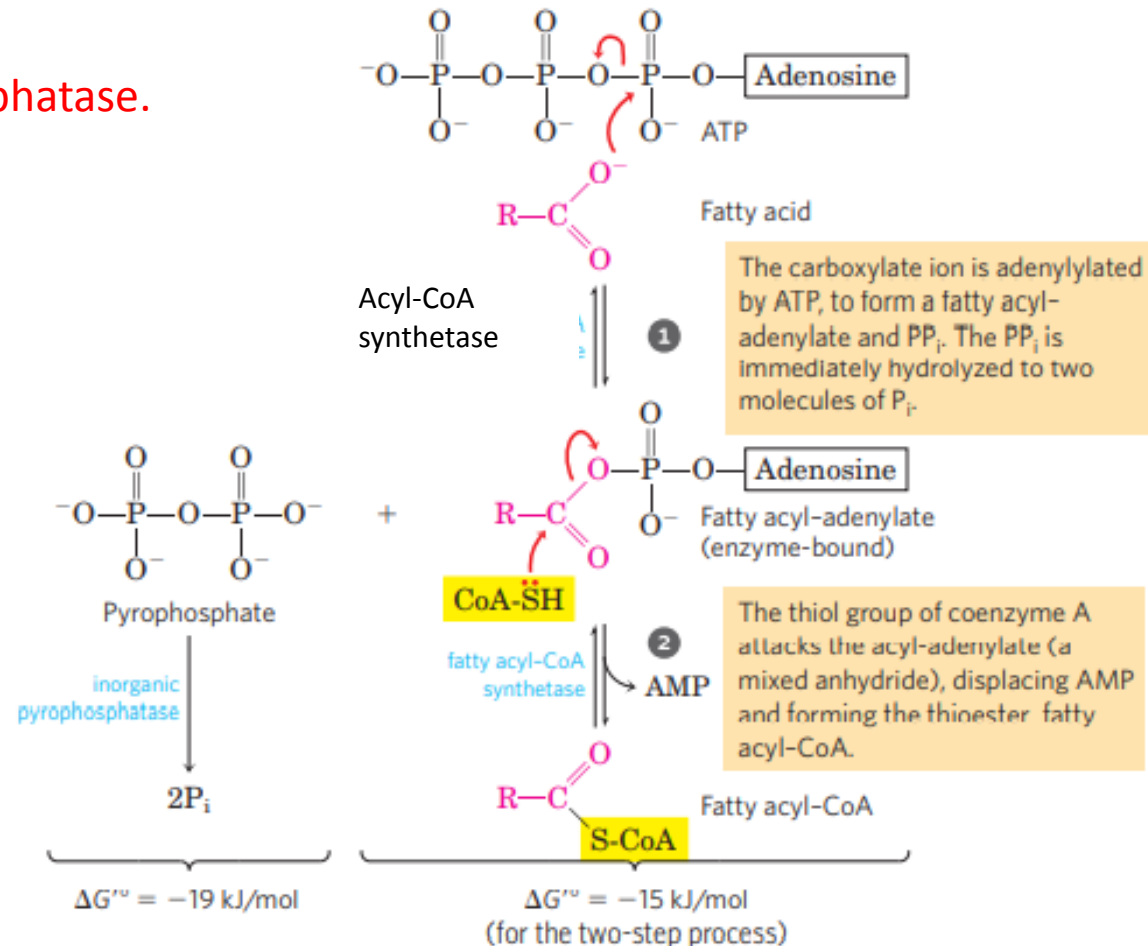 phatase.
O O O
⁻O—P—O—P—O—P—O—Adenosine
O⁻ O⁻ O⁻ ATP
O⁻
R—C
O
Fatty acid
Acyl-CoA
synthetase
1
The carboxylate ion is adenylylated
by ATP, to form a fatty acyl–
adenylate and PPᵢ. The PPᵢ is
immediately hydrolyzed to two
molecules of Pᵢ.
O O
⁻O—P—O—P—O⁻
O⁻ O⁻
Pyrophosphate
+
O
O—P—O—Adenosine
R—C O⁻
O
Fatty acyl–adenylate
(enzyme-bound)
CoA-S̈H
inorganic
pyrophosphatase
2Pᵢ
fatty acyl–CoA
synthetase
2
AMP
The thiol group of coenzyme A
attacks the acyl-adenylate (a
mixed anhydride), displacing AMP
and forming the thioester, fatty
acyl–CoA.
O
R—C
S-CoA
Fatty acyl–CoA
ΔG′° = −19 kJ/mol
ΔG′° = −15 kJ/mol
(for the two-step process)